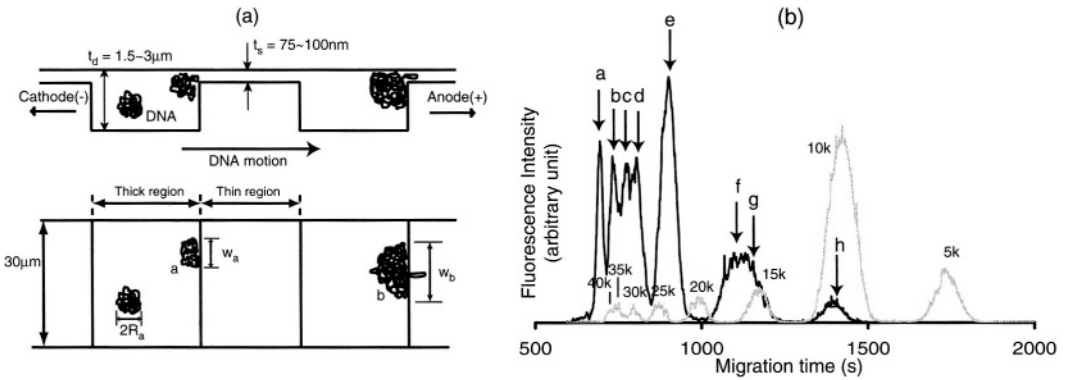 (a)
t_s = 75~100nm
t_d = 1.5~3μm
Cathode(-)
Anode(+)
DNA
DNA motion
Thick region
Thin region
30μm
a
w_a
b
w_b
2R_a
(b)
e
a
bcd
10k
f
g
h
40k
35k
30k
25k
20k
15k
5k
Fluorescence Intensity
(arbitrary unit)
500
1000
1500
2000
Migration time (s)